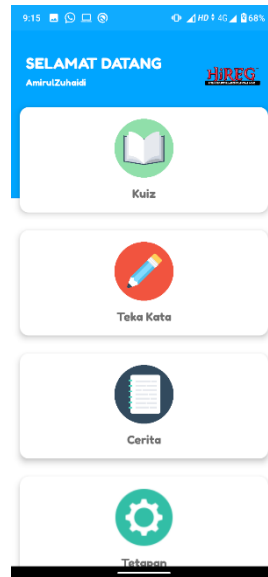 9:15 HD 4G 68%
SELAMAT DATANG
AmirulZuhaidi
HiREG
Kuiz
Teka Kata
Cerita
Tetapan